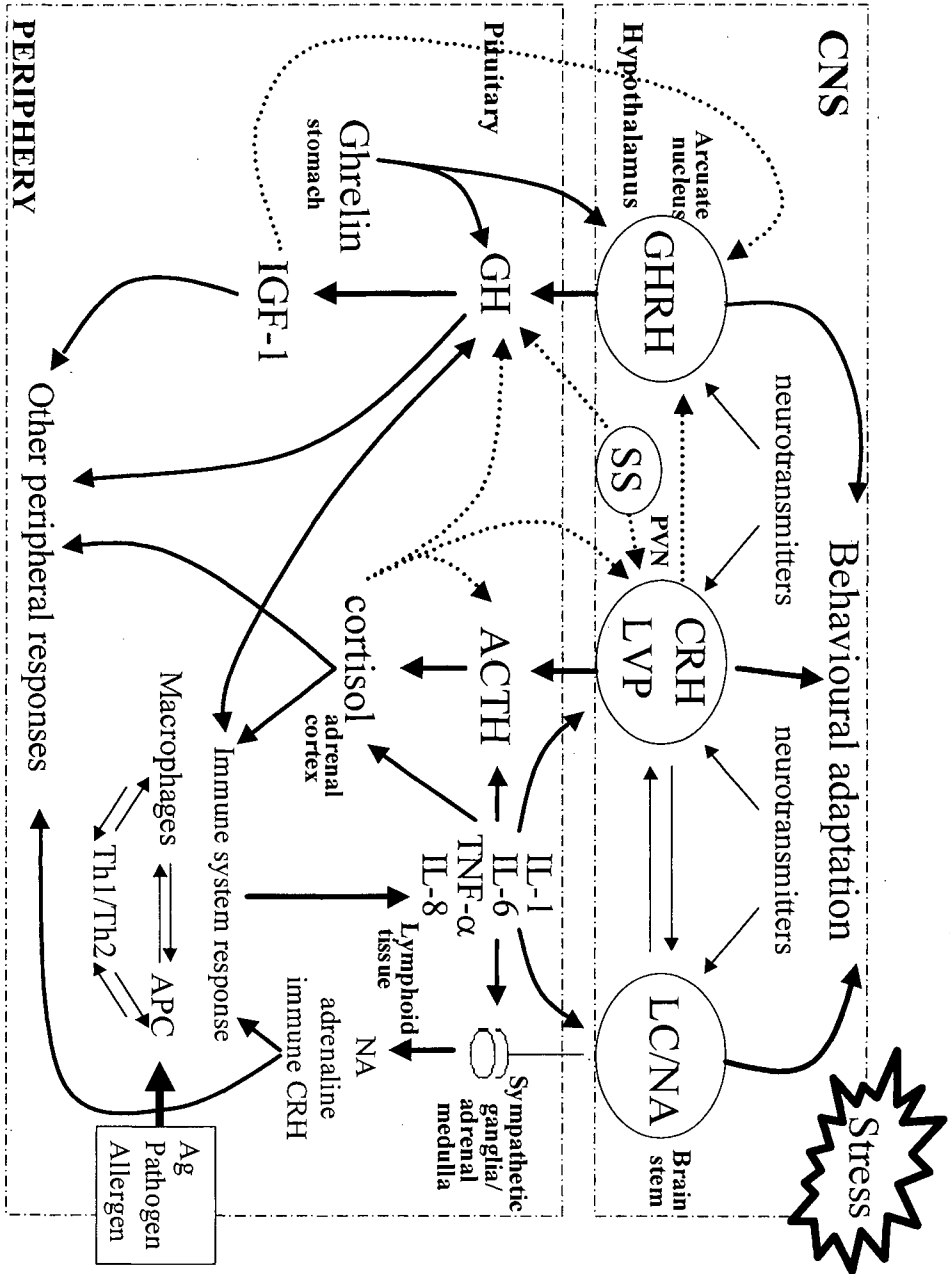 CNS
Stress
Behavioural adaptation
neurotransmitters
neurotransmitters
Hypothalamus
Arcuate
nucleus
GHRH
SS
PVN
CRH
LVP
LC/NA
Brain
stem
Pituitary
Ghrelin
stomach
GH
ACTH
IL-1
IL-6
TNF-α
IL-8
Lymphoid
tissue
Sympathetic
ganglia/
adrenal
medulla
IGF-1
cortisol
adrenal
cortex
NA
adrenaline
immune CRH
Immune system response
Macrophages
APC
Th1/Th2
Ag
Pathogen
Allergen
Other peripheral responses
PERIPHERY